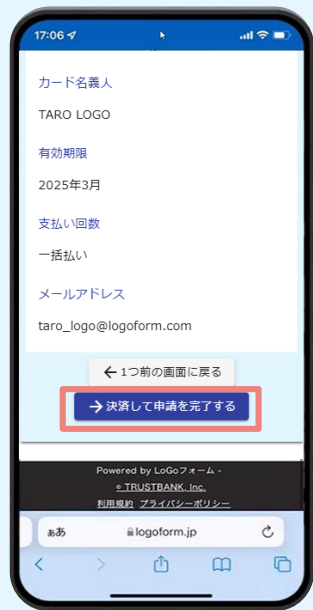 17:06
カード名義人
TARO LOGO
有効期限
2025年3月
支払い回数
一括払い
メールアドレス
taro_logo@logoform.com
← 1つ前の画面に戻る
→ 決済して申請を完了する
Powered by LoGoフォーム -
© TRUSTBANK, Inc.
利用規約 プライバシーポリシー
ぁあ logoform.jp